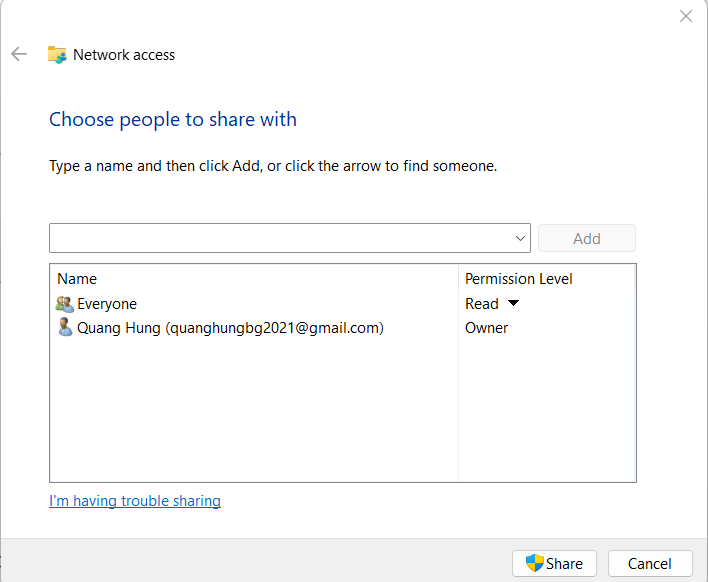 Network access
Choose people to share with
Type a name and then click Add, or click the arrow to find someone.
Add
Name Permission Level
Everyone Read
Quang Hung (quanghungbg2021@gmail.com) Owner
I'm having trouble sharing
Share Cancel